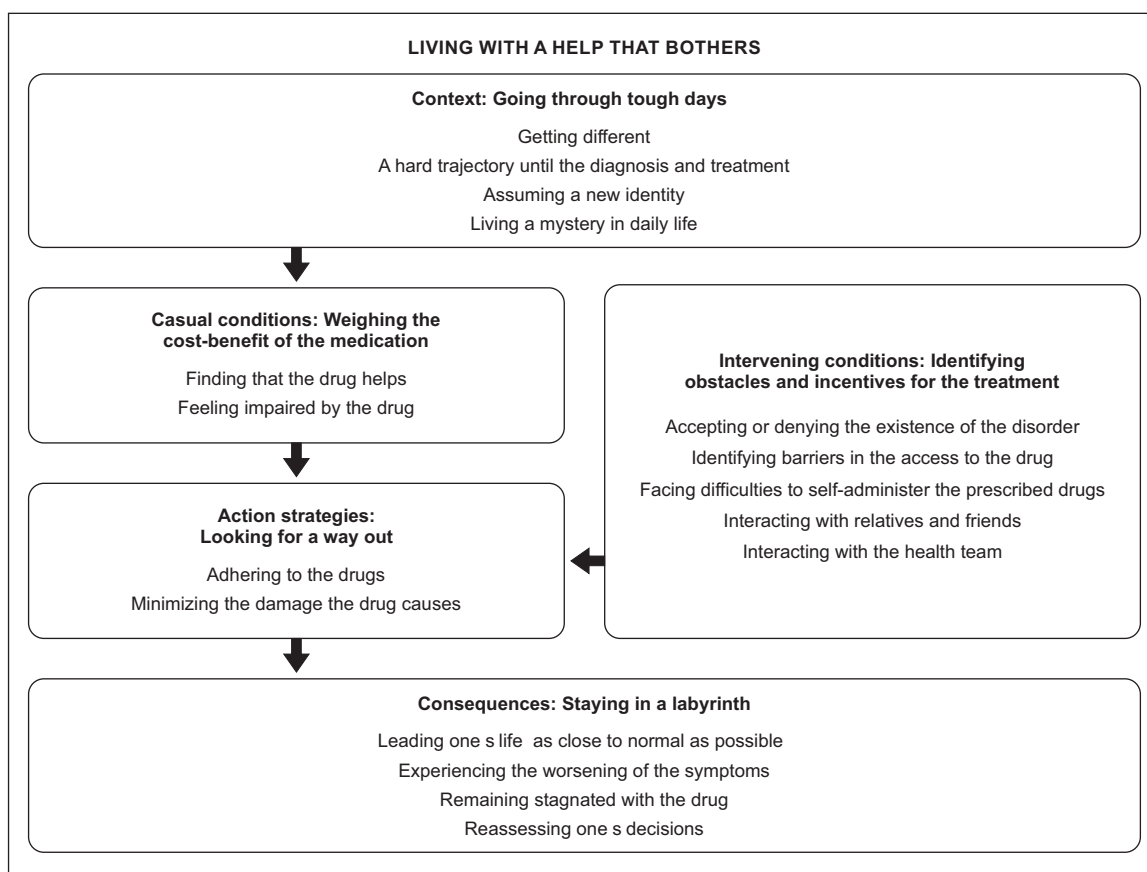 LIVING WITH A HELP THAT BOTHERS
Context: Going through tough days
Getting different
A hard trajectory until the diagnosis and treatment
Assuming a new identity
Living a mystery in daily life
Casual conditions: Weighing the
cost-benefit of the medication
Finding that the drug helps
Feeling impaired by the drug
Action strategies:
Looking for a way out
Adhering to the drugs
Minimizing the damage the drug causes
Intervening conditions: Identifying
obstacles and incentives for the treatment
Accepting or denying the existence of the disorder
Identifying barriers in the access to the drug
Facing difficulties to self-administer the prescribed drugs
Interacting with relatives and friends
Interacting with the health team
Consequences: Staying in a labyrinth
Leading one s life as close to normal as possible
Experiencing the worsening of the symptoms
Remaining stagnated with the drug
Reassessing one s decisions